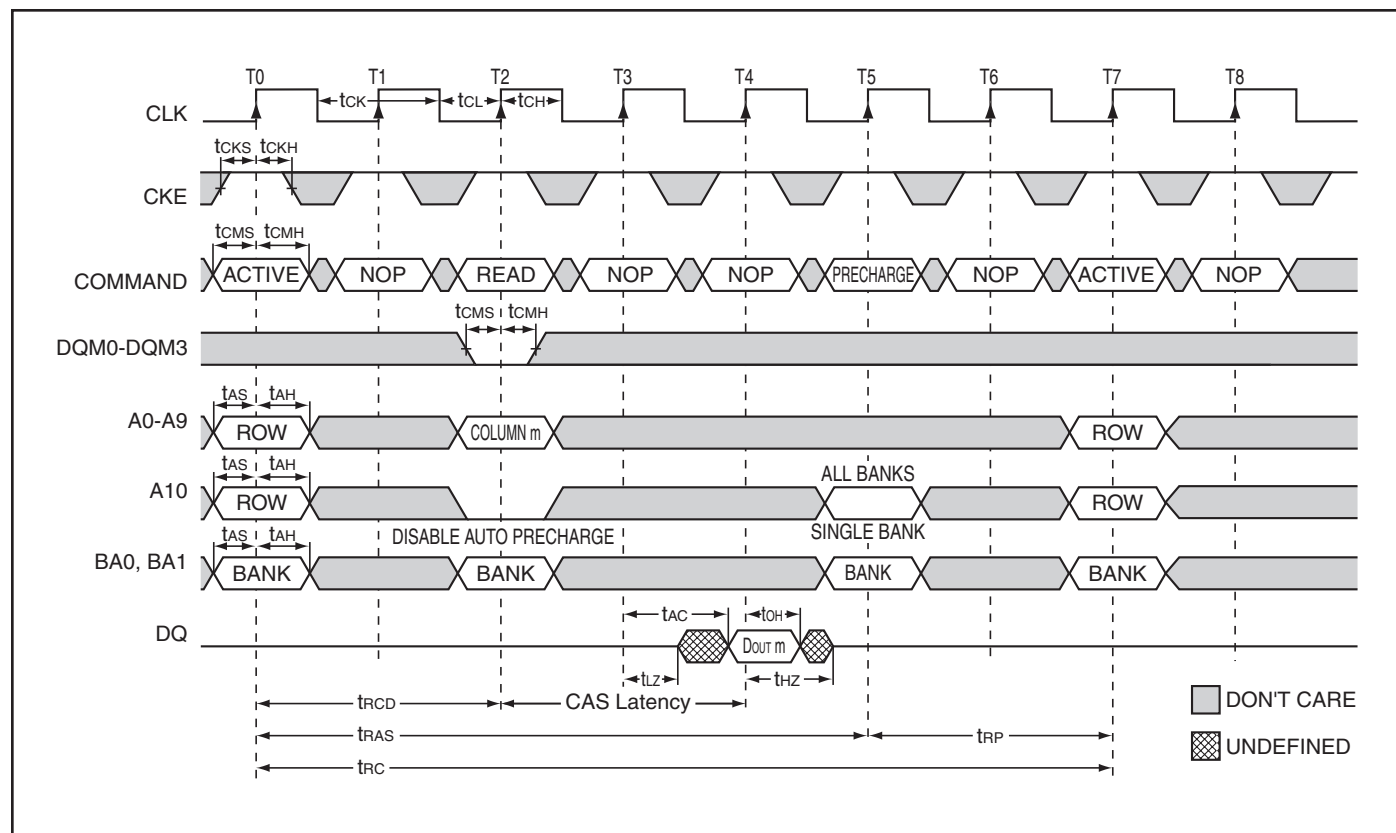 T0 T1 T2 T3 T4 T5 T6 T7 T8
CLK tCK tCL tCH
tCKS tCKH
CKE
tCMS tCMH
COMMAND ACTIVE NOP READ NOP NOP PRECHARGE NOP ACTIVE NOP
tCMS tCMH
DQM0-DQM3
tAS tAH
A0-A9 ROW COLUMN m ROW
tAS tAH ALL BANKS
A10 ROW ROW
DISABLE AUTO PRECHARGE SINGLE BANK
tAS tAH
BA0, BA1 BANK BANK BANK BANK
tAC tOH
DQ DOUT m
tLZ tHZ
tRCD CAS Latency
DON'T CARE
tRAS tRP
UNDEFINED
tRC